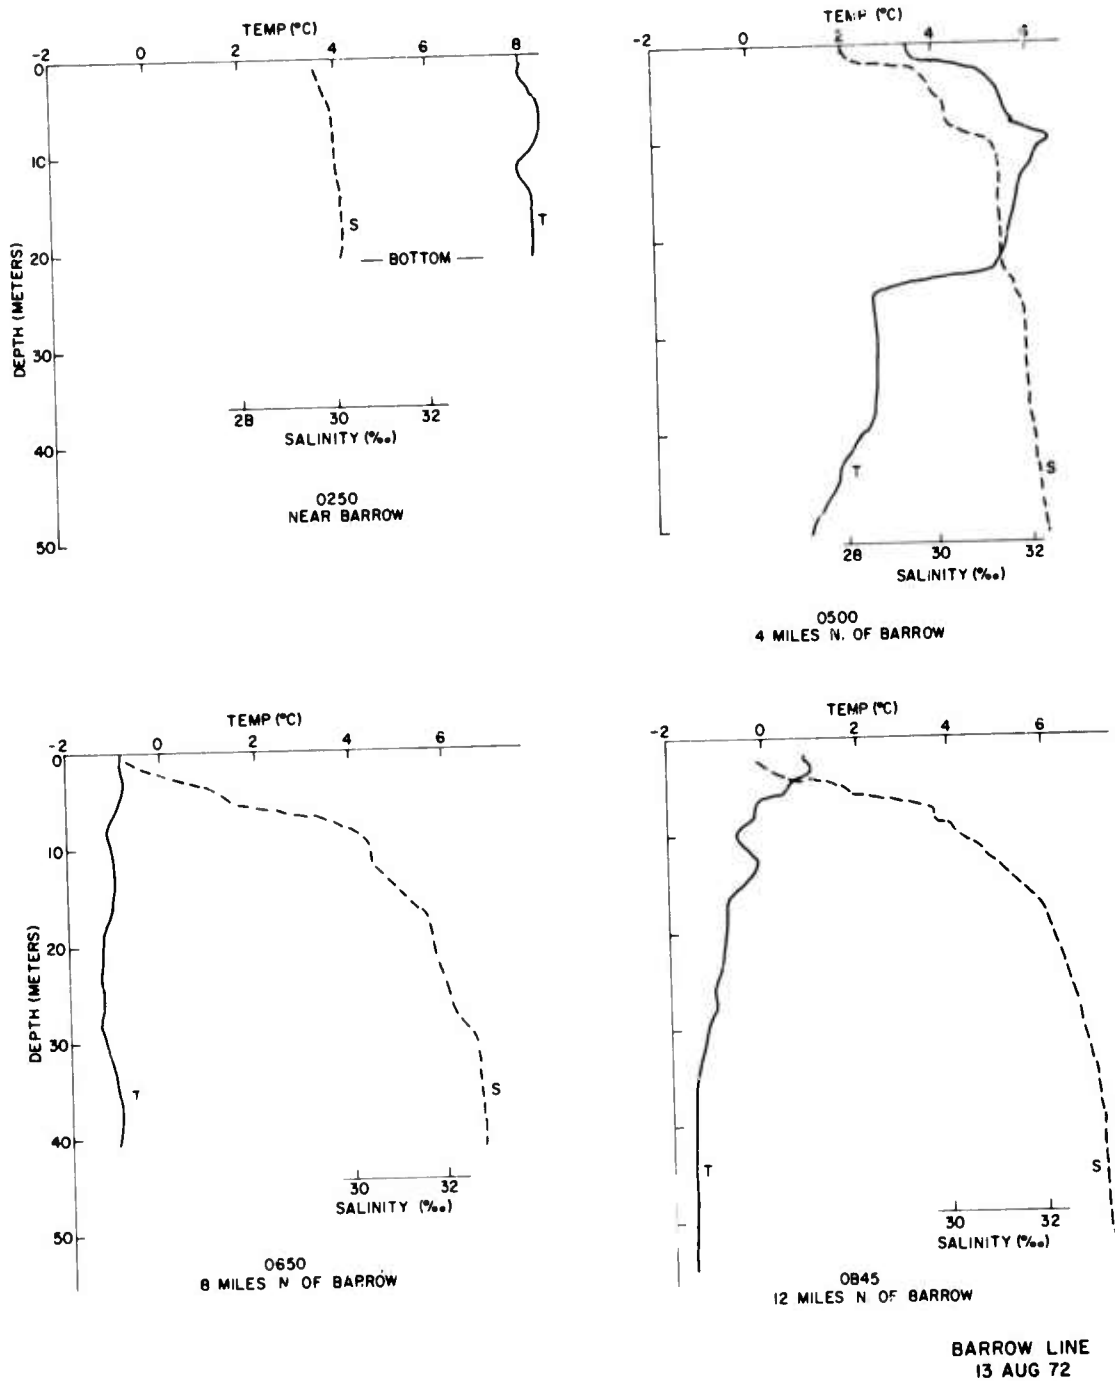 TEMP (°C)
-2 0 2 4 6 8
0
10
20
30
40
50
DEPTH (METERS)
S
T
BOTTOM
28 30 32
SALINITY (‰)
0250
NEAR BARROW
TEMP (°C)
-2 0 2 4 6
T
S
28 30 32
SALINITY (‰)
0500
4 MILES N. OF BARROW
TEMP (°C)
-2 0 2 4 6
0
10
20
30
40
50
DEPTH (METERS)
T
S
30 32
SALINITY (‰)
0650
8 MILES N OF BARROW
TEMP (°C)
-2 0 2 4 6
T
S
30 32
SALINITY (‰)
0845
12 MILES N. OF BARROW
BARROW LINE
13 AUG 72